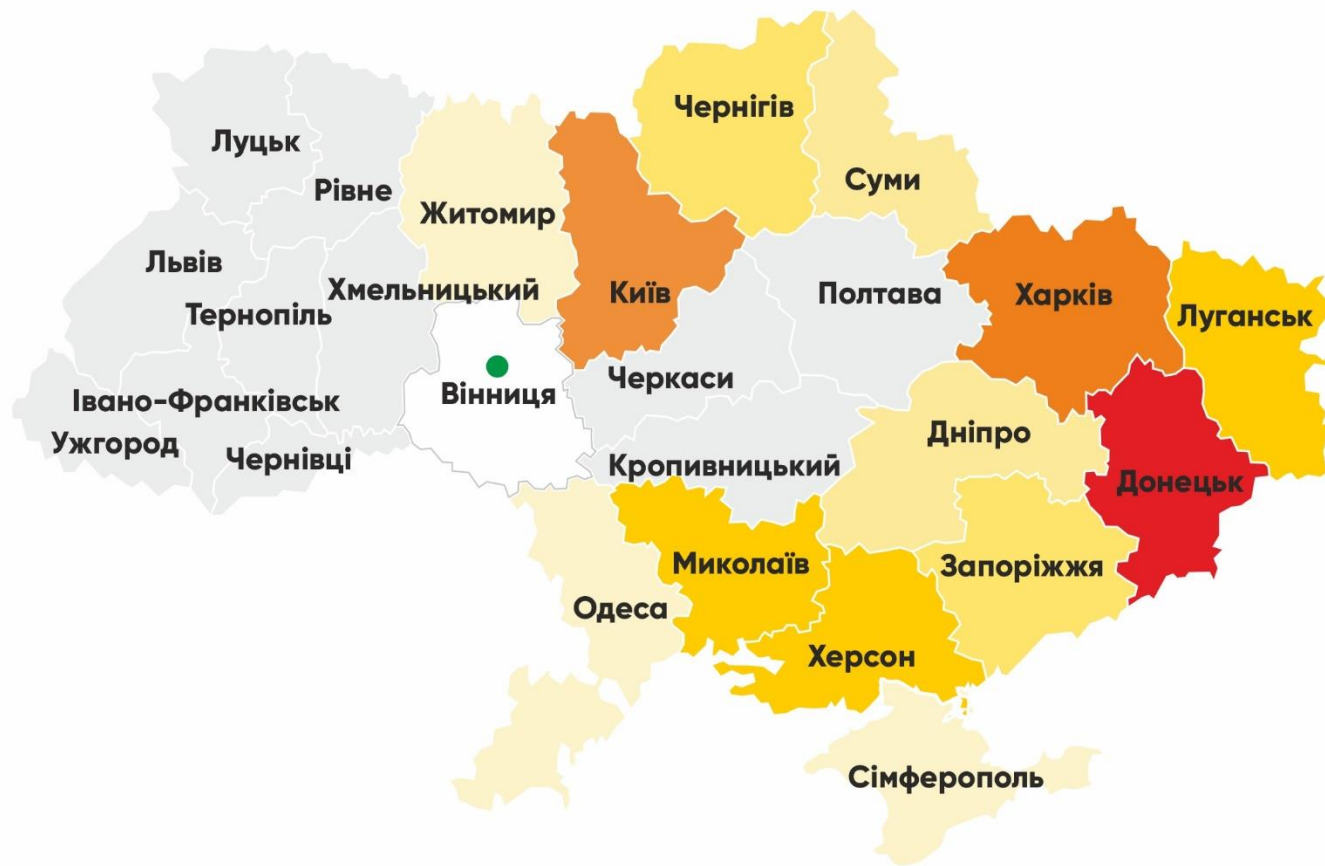 Чернігів
Луцьк
Суми
Рівне
Житомир
Львів
Хмельницький
Київ
Полтава
Харків
Тернопіль
Луганськ
Черкаси
Вінниця
Івано-Франківськ
Ужгород
Чернівці
Дніпро
Кропивницький
Донецьк
Миколаїв
Запоріжжя
Одеса
Херсон
Сімферополь